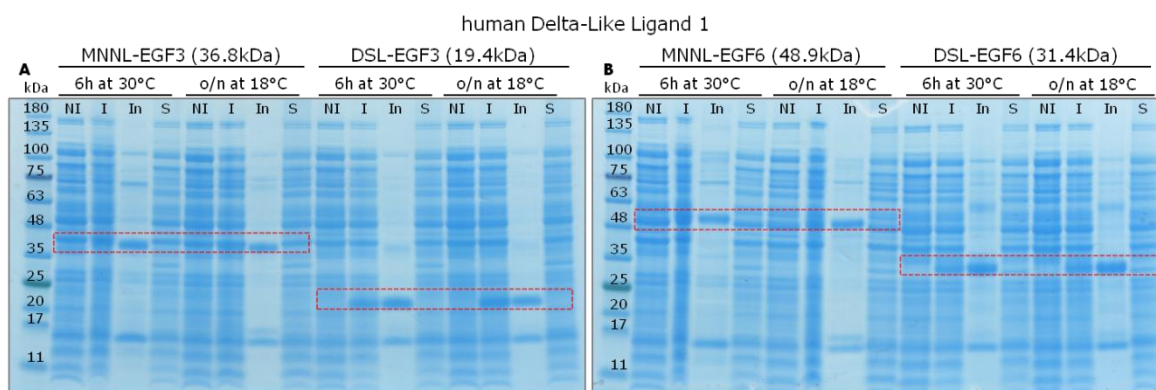 human Delta-Like Ligand 1
A
kDa
MNNL-EGF3 (36.8kDa) DSL-EGF3 (19.4kDa)
6h at 30°C o/n at 18°C 6h at 30°C o/n at 18°C
NI I In S NI I In S NI I In S NI I In S
180
135
100
75
63
48
35
25
20
17
11
B
kDa
MNNL-EGF6 (48.9kDa) DSL-EGF6 (31.4kDa)
6h at 30°C o/n at 18°C 6h at 30°C o/n at 18°C
NI I In S NI I In S NI I In S NI I In S
180
135
100
75
63
48
35
25
20
17
11